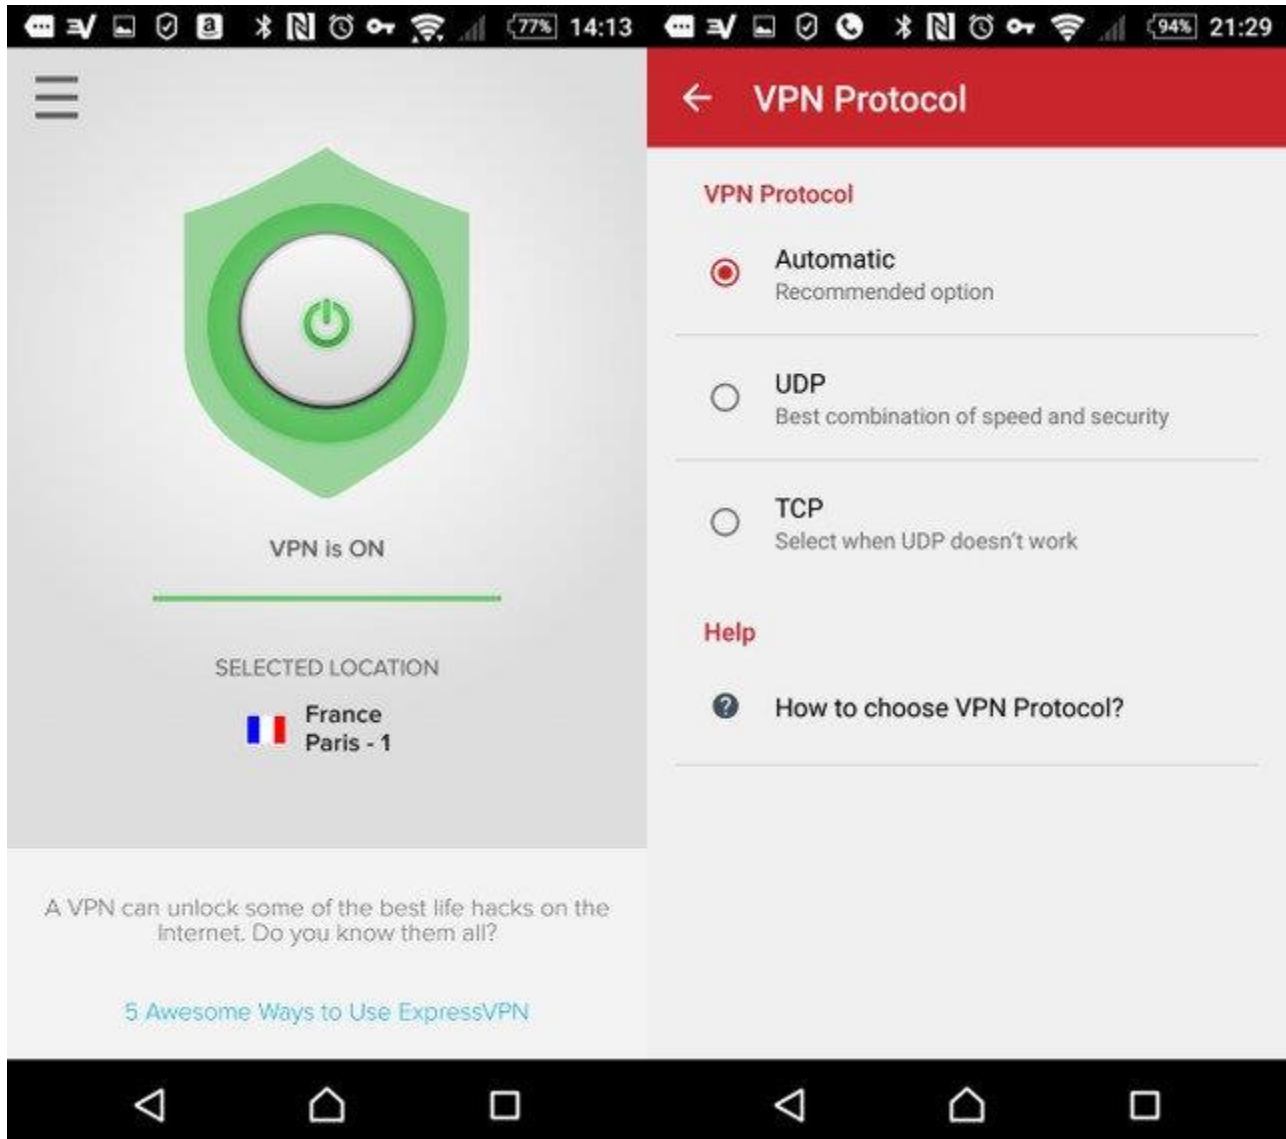 77% 14:13
VPN is ON
SELECTED LOCATION
France
Paris - 1
A VPN can unlock some of the best life hacks on the
Internet. Do you know them all?
5 Awesome Ways to Use ExpressVPN
94% 21:29
VPN Protocol
VPN Protocol
Automatic
Recommended option
UDP
Best combination of speed and security
TCP
Select when UDP doesn't work
Help
How to choose VPN Protocol?